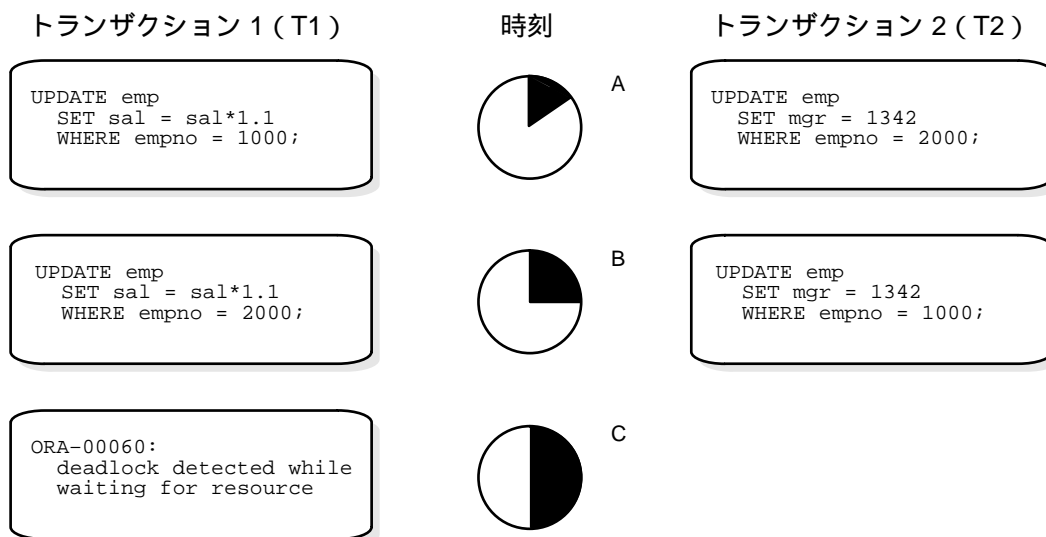 トランザクション 1 ( T1 )
時刻
トランザクション 2 ( T2 )
UPDATE emp
SET sal = sal*1.1
WHERE empno = 1000;
A
UPDATE emp
SET mgr = 1342
WHERE empno = 2000;
UPDATE emp
SET sal = sal*1.1
WHERE empno = 2000;
B
UPDATE emp
SET mgr = 1342
WHERE empno = 1000;
ORA−00060:
deadlock detected while
waiting for resource
C